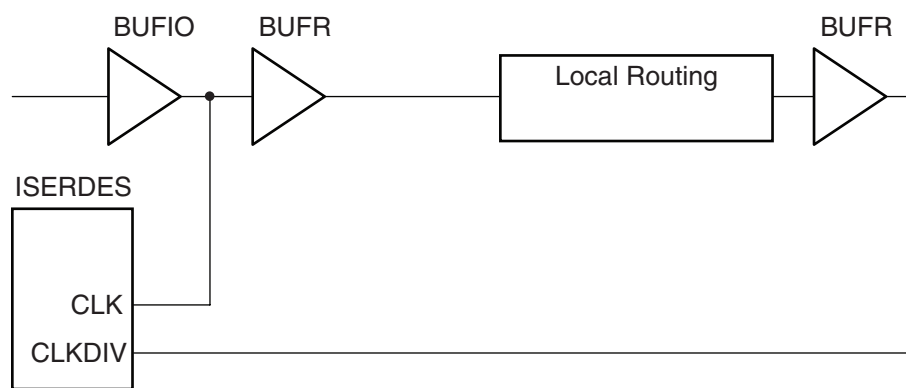 BUFIO
BUFR
BUFR
Local Routing
ISERDES
CLK
CLKDIV